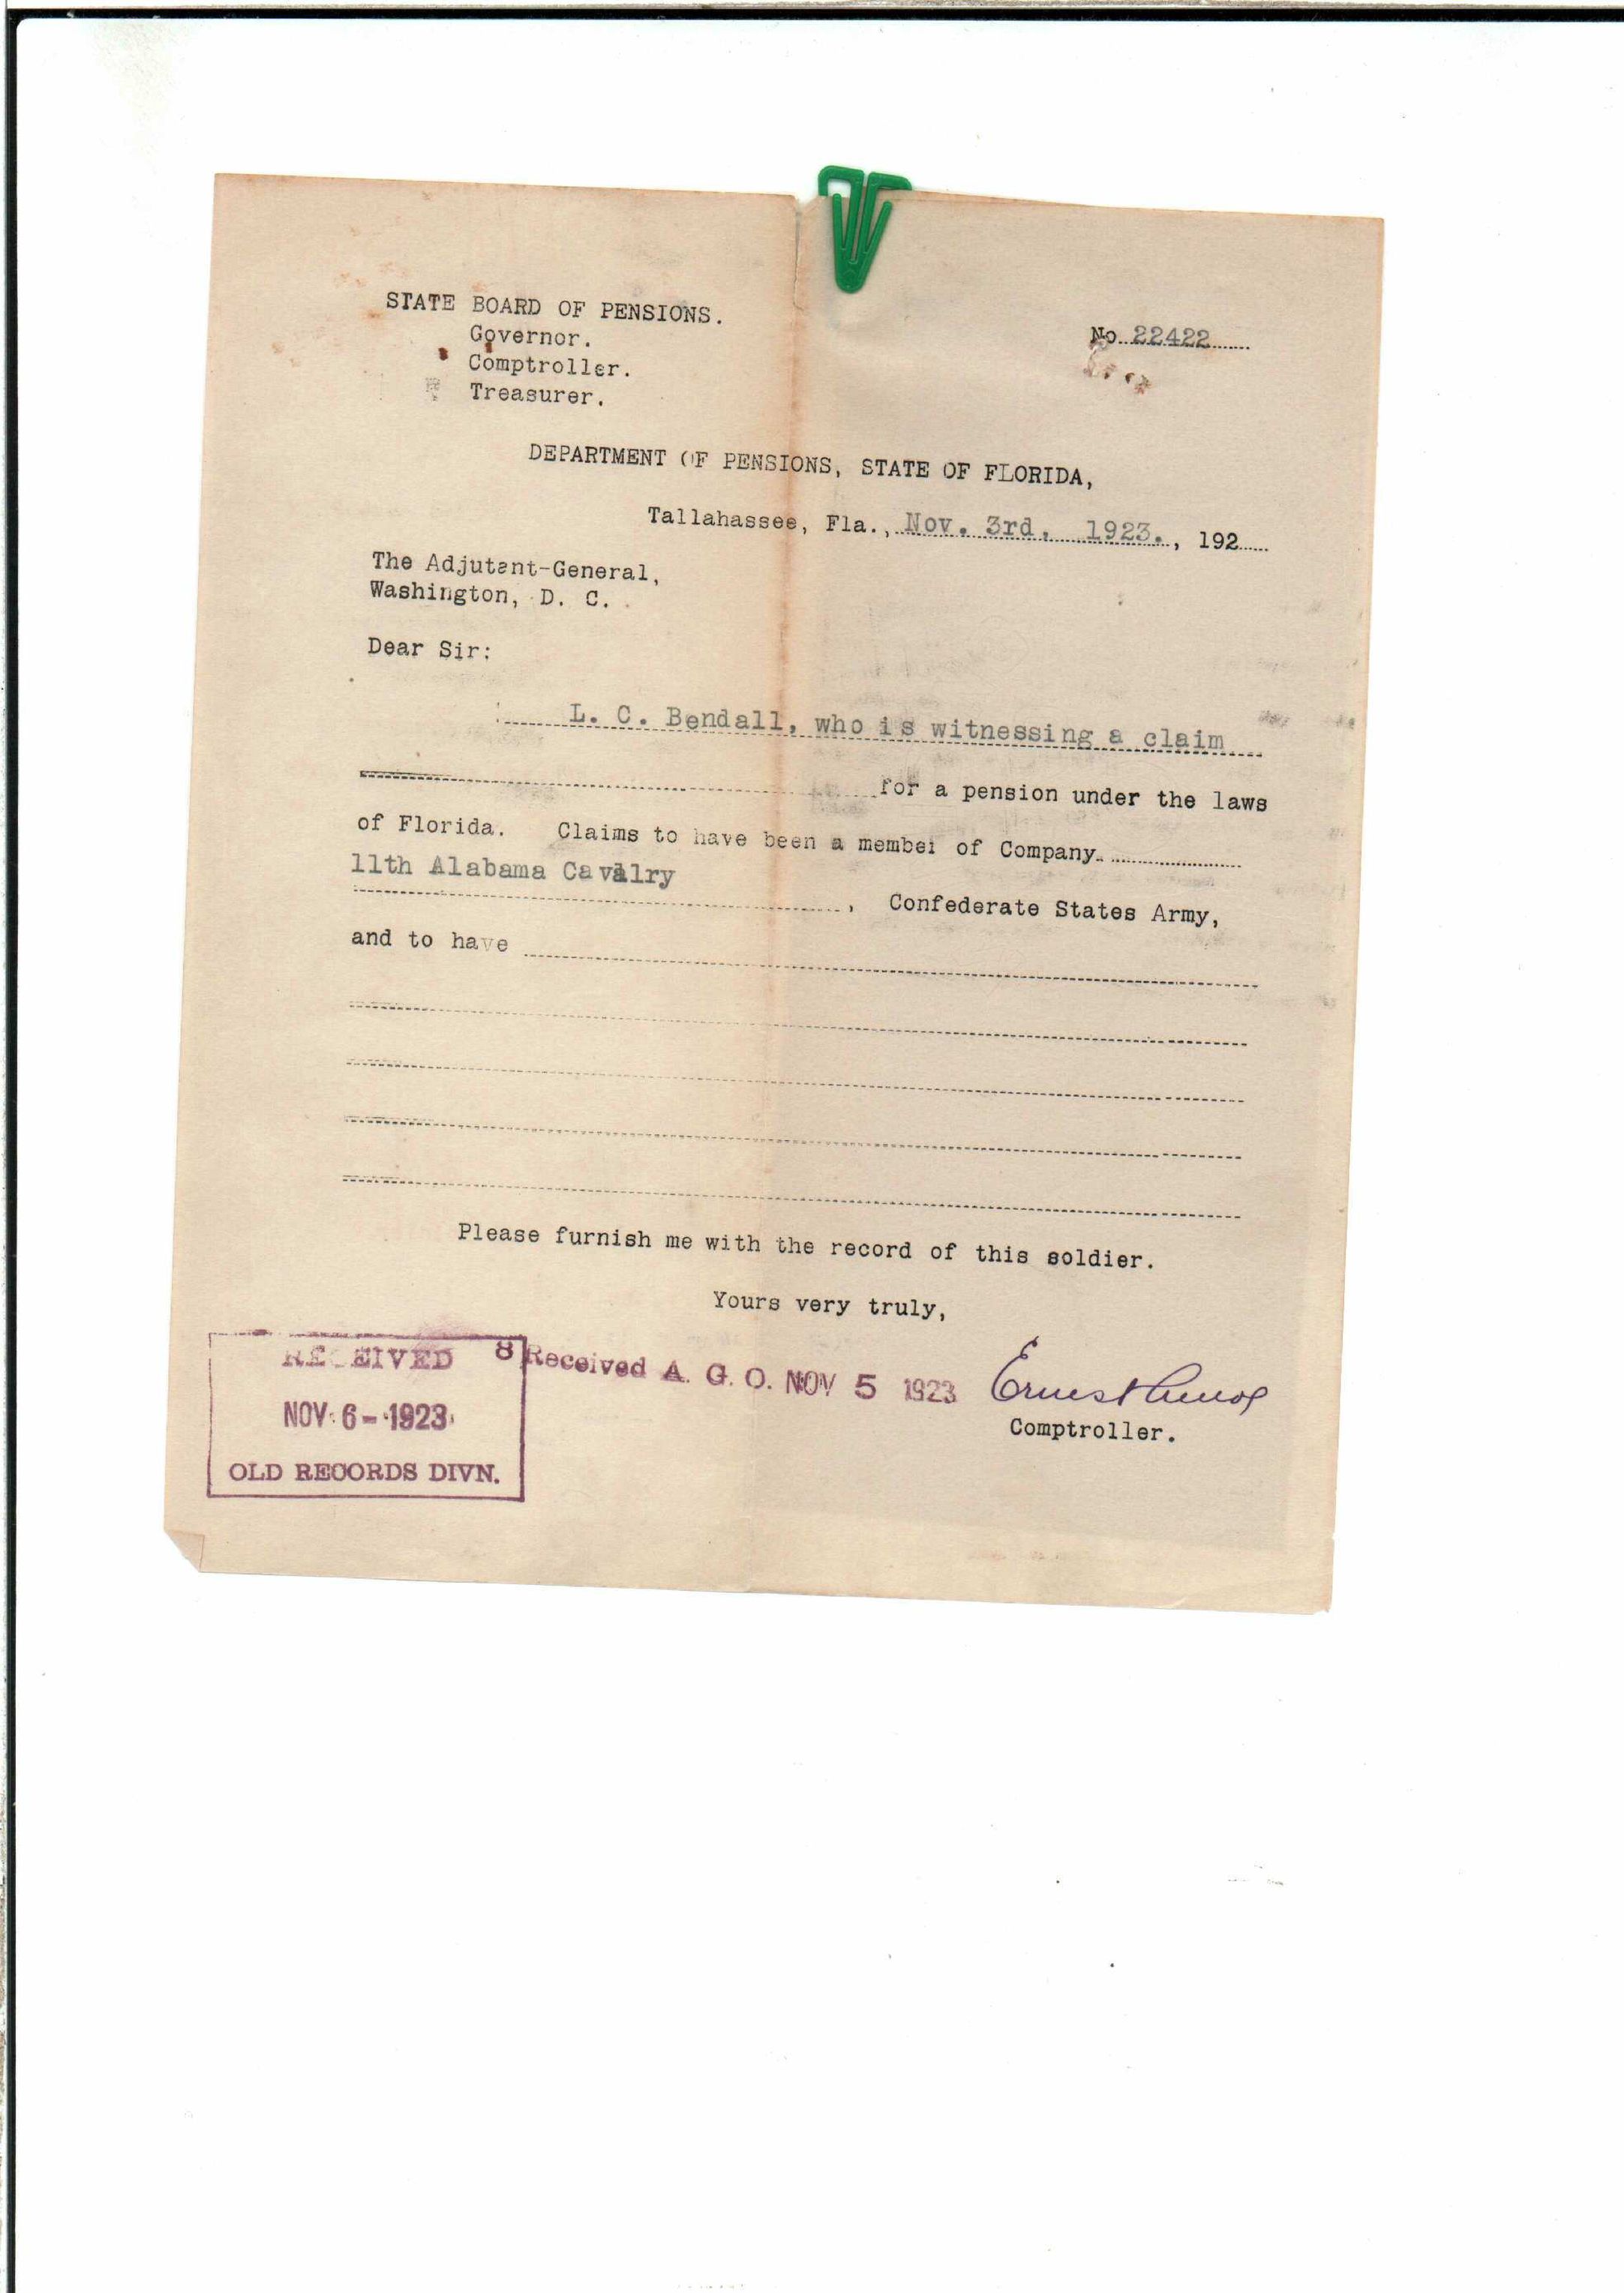 STATE BOARD OF PENSIONS.
Governor.
Comptroller.
Treasurer.
No. 22422
DEPARTMENT OF PENSIONS, STATE OF FLORIDA,
Tallahassee, Fla., Nov. 3rd, 1923. , 192
The Adjutant-General,
Washington, D. C.
Dear Sir:
L. C. Bendall, who is witnessing a claim
for a pension under the laws
of Florida. Claims to have been a member of Company
11th Alabama Cavalry
, Confederate States Army,
and to have
Please furnish me with the record of this soldier.
Yours very truly,
Ernest Amos
Comptroller.
RECEIVED
NOV 6 - 1923
OLD RECORDS DIVN.
8 Received A. G. O. NOV 5 1923